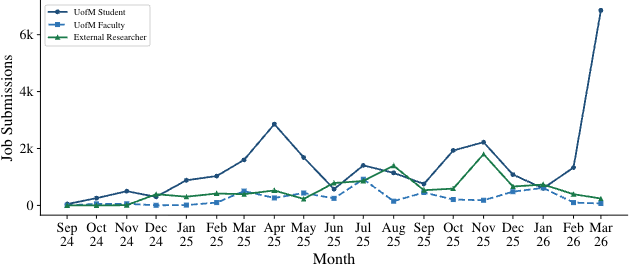 UofM Student
UofM Faculty
External Researcher
6k
4k
2k
0
Job Submissions
Sep Oct Nov Dec Jan Feb Mar Apr May Jun Jul Aug Sep Oct Nov Dec Jan Feb Mar
24 24 24 24 25 25 25 25 25 25 25 25 25 25 25 25 26 26 26
Month